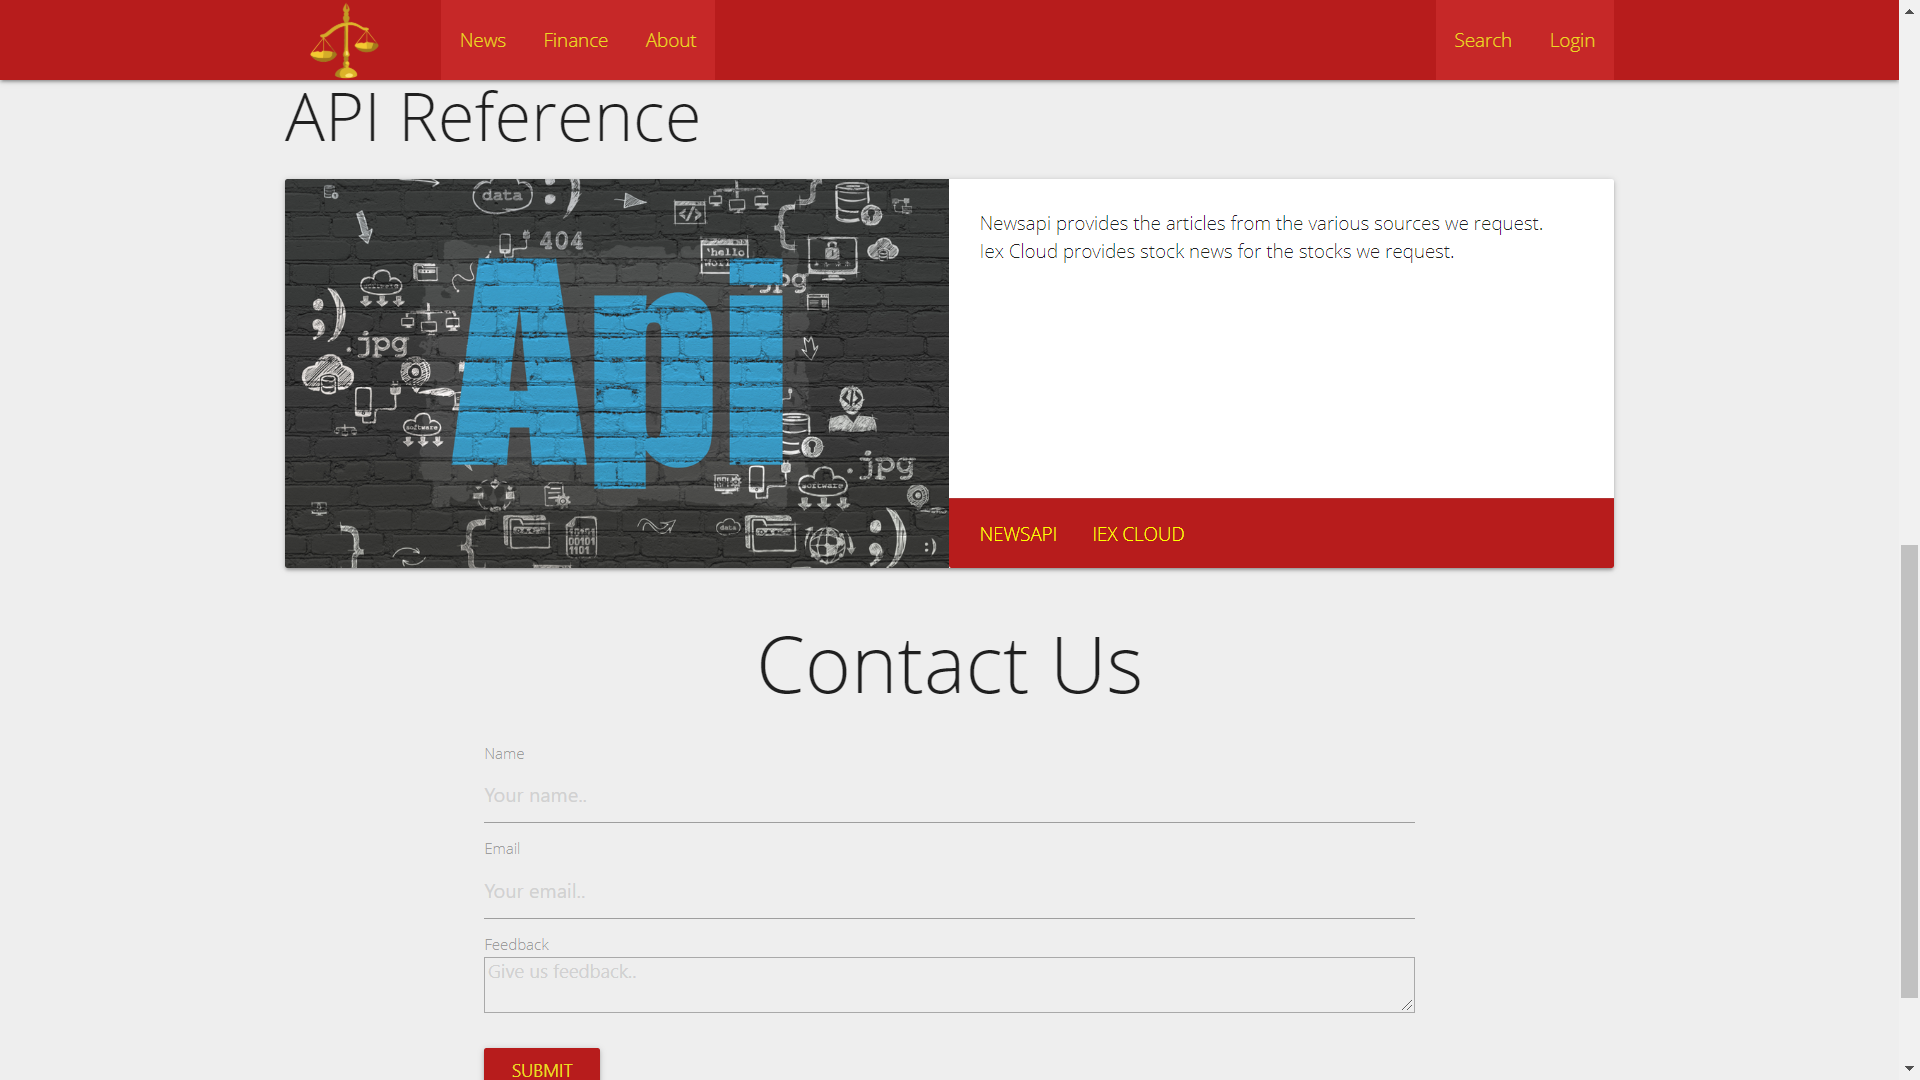 News Finance About Search Login
API Reference
data
404
'hello
.jpg
.jpg
Api
software
.jpg
software
data
00101
1101
Newsapi provides the articles from the various sources we request.
Iex Cloud provides stock news for the stocks we request.
NEWSAPI IEX CLOUD
Contact Us
Name
Your name..
Email
Your email..
Feedback
Give us feedback..
SUBMIT